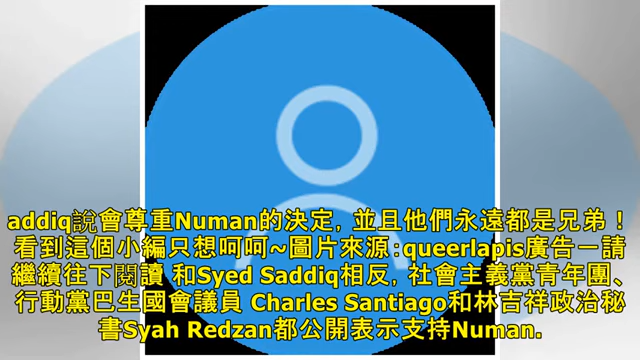 addiq說會尊重Numan的決定, 並且他們永遠都是兄弟！
看到這個小編只想呵呵~圖片來源:queerlapis廣告－請
繼續往下閱讀 和Syed Saddiq相反, 社會主義黨青年團、
行動黨巴生國會議員 Charles Santiago和林吉祥政治秘
書Syah Redzan都公開表示支持Numan.